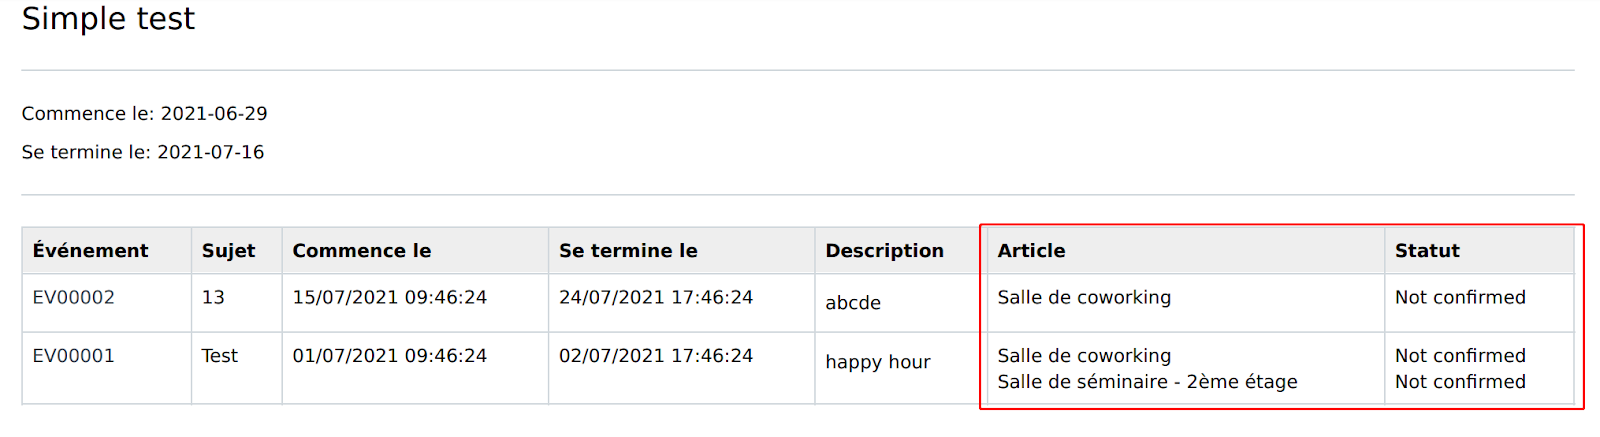 Simple test
Commence le: 2021-06-29
Se termine le: 2021-07-16
Événement Sujet Commence le Se termine le Description Article Statut
EV00002 13 15/07/2021 09:46:24 24/07/2021 17:46:24 abcde Salle de coworking Not confirmed
EV00001 Test 01/07/2021 09:46:24 02/07/2021 17:46:24 happy hour Salle de coworking Not confirmed
Salle de séminaire - 2ème étage Not confirmed